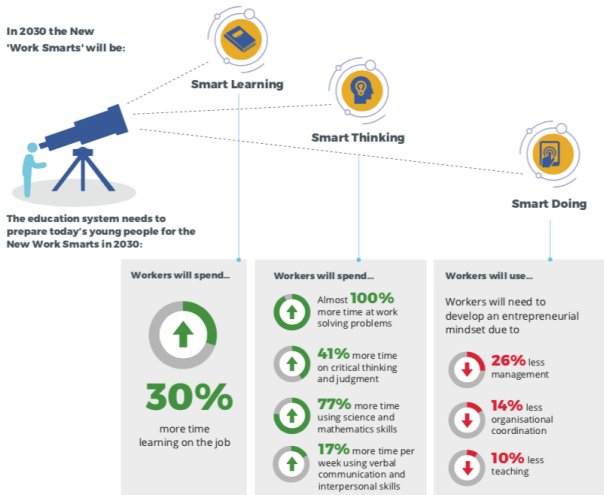 In 2030 the New
'Work Smarts' will be:
Smart Learning
Smart Thinking
Smart Doing
The education system needs to
prepare today's young people for the
New Work Smarts in 2030:
Workers will spend...
30%
more time
learning on the job
Workers will spend...
Almost 100%
more time at work
solving problems
41% more time
on critical thinking
and judgment
77% more time
using science and
mathematics skills
17% more time per
week using verbal
communication and
interpersonal skills
Workers will use...
Workers will need to
develop an entrepreneurial
mindset due to
26% less
management
14% less
organisational
coordination
10% less
teaching